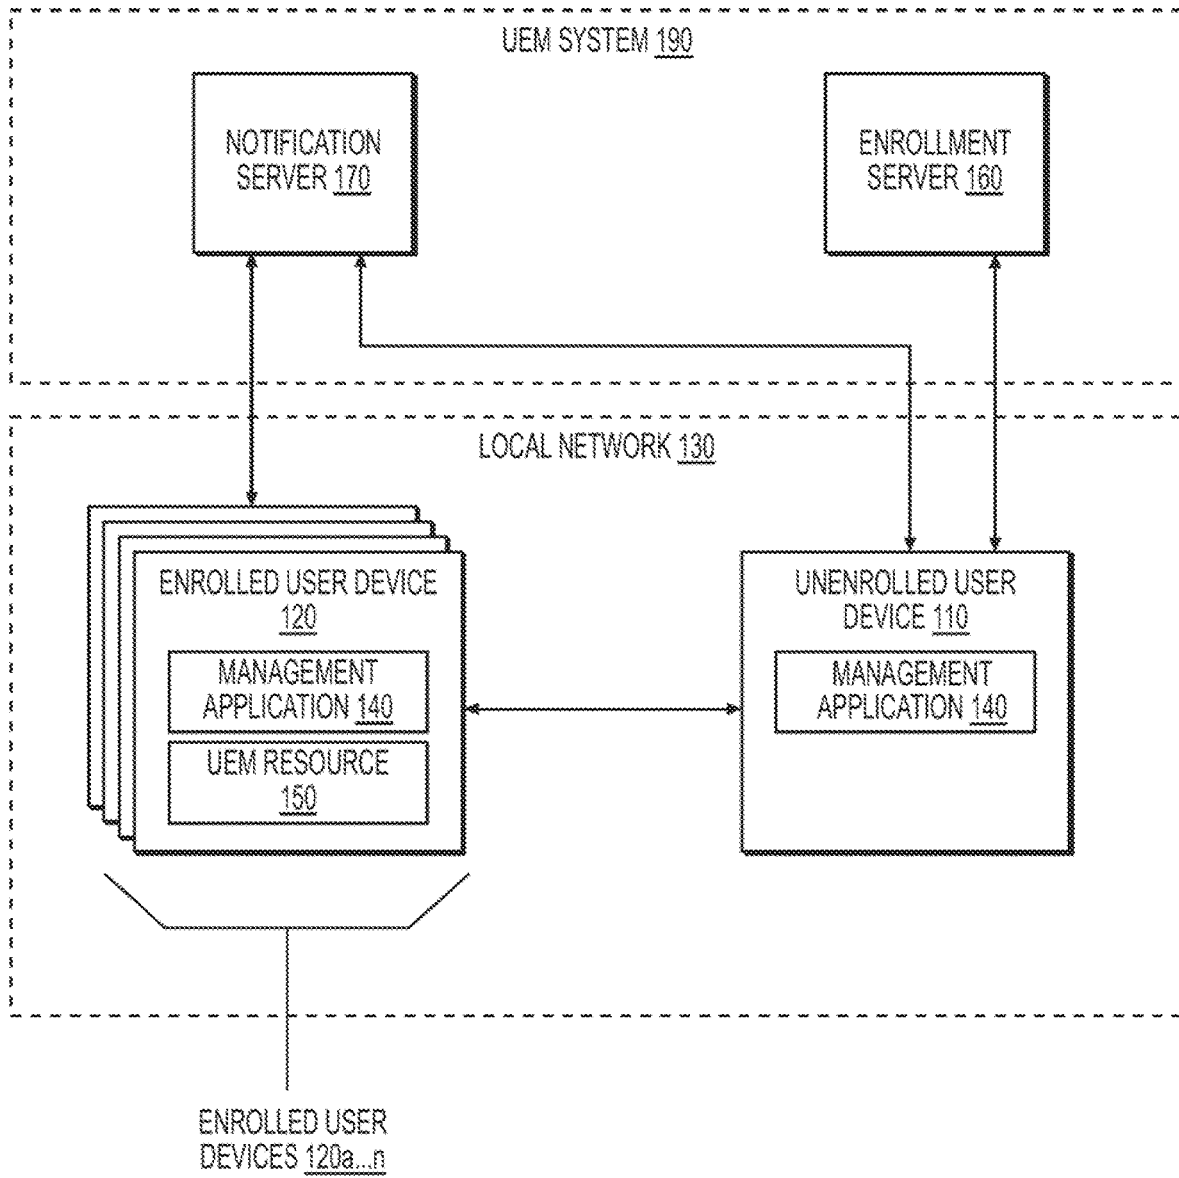 UEM SYSTEM 190
NOTIFICATION
SERVER 170
ENROLLMENT
SERVER 160
LOCAL NETWORK 130
ENROLLED USER DEVICE
120
MANAGEMENT
APPLICATION 140
UEM RESOURCE
150
UNENROLLED USER
DEVICE 110
MANAGEMENT
APPLICATION 140
ENROLLED USER
DEVICES 120a...n